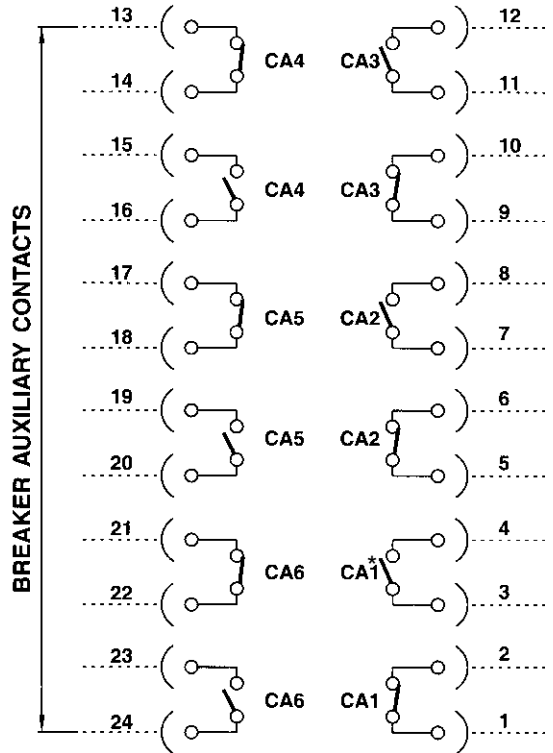 13 12
CA4 CA3
14 11
15 10
CA4 CA3
16 9
17 8
CA5 CA2
18 7
19 6
CA5 CA2
20 5
21 4
CA6 CA1*
22 3
23 2
CA6 CA1
24 1
BREAKER AUXILIARY CONTACTS